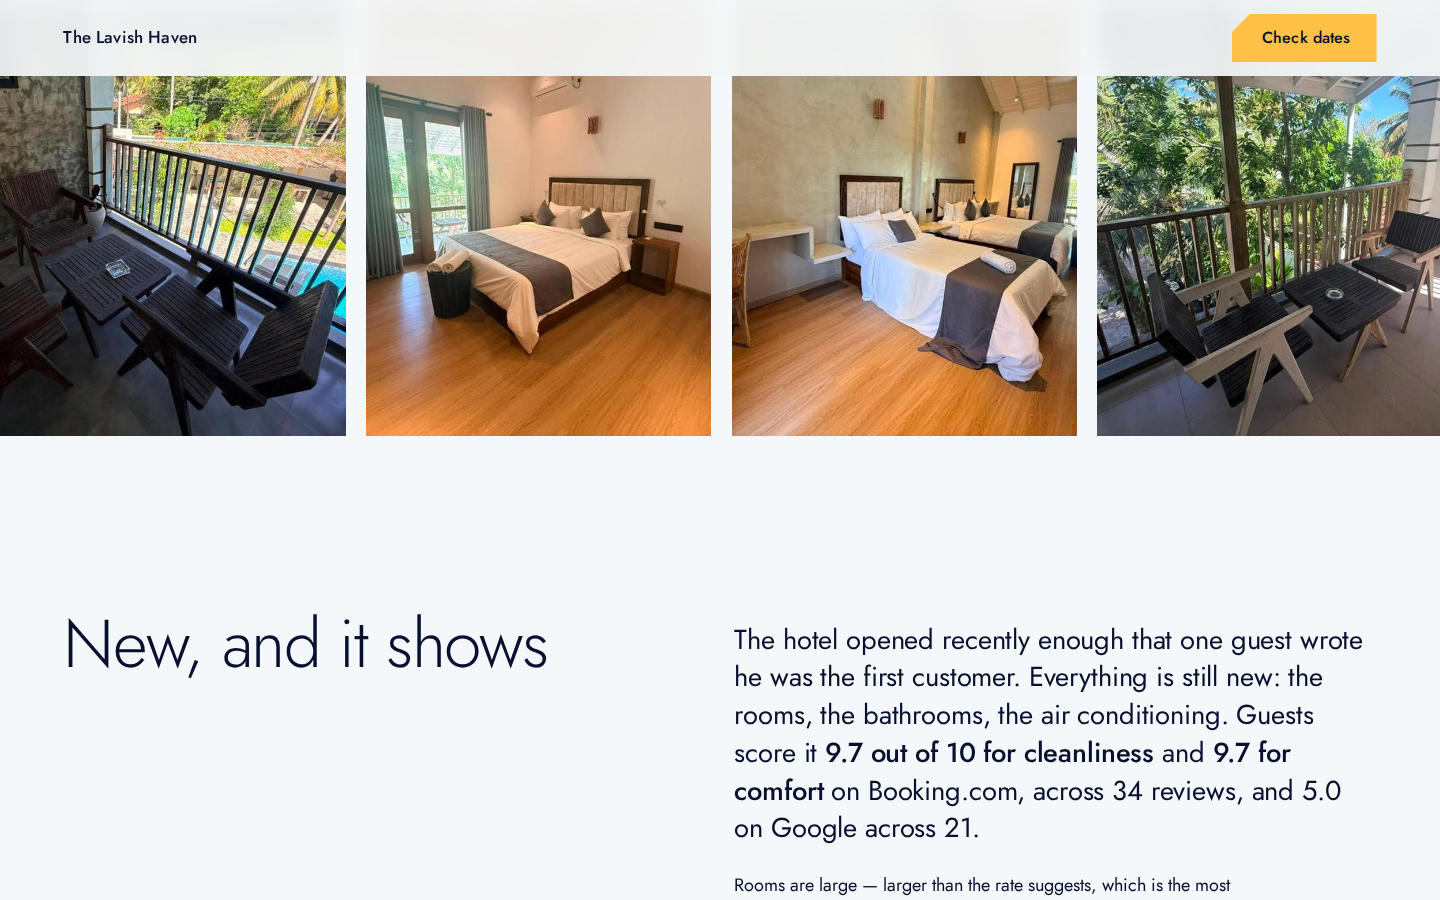 The Lavish Haven
Check dates
New, and it shows
The hotel opened recently enough that one guest wrote
he was the first customer. Everything is still new: the
rooms, the bathrooms, the air conditioning. Guests
score it 9.7 out of 10 for cleanliness and 9.7 for
comfort on Booking.com, across 34 reviews, and 5.0
on Google across 21.
Rooms are large — larger than the rate suggests, which is the most